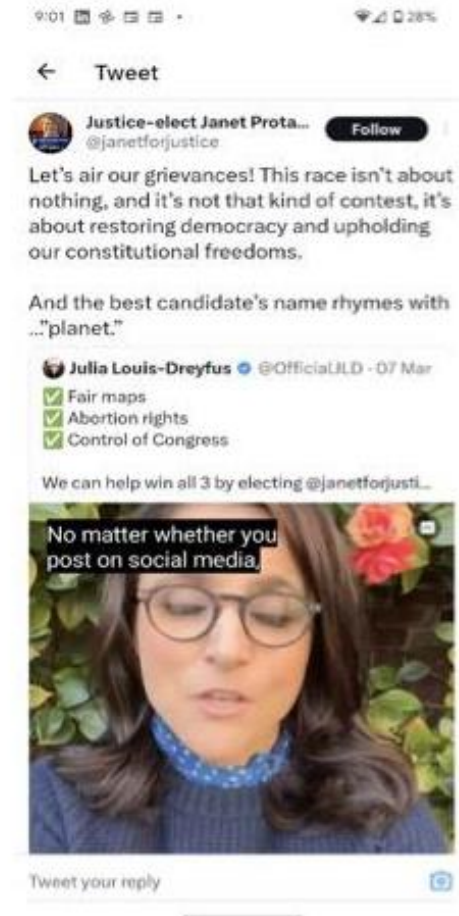 9:01
28%
Tweet
Justice-elect Janet Prota...
Follow
@janetforjustice
Let's air our grievances! This race isn't about
nothing, and it's not that kind of contest, it's
about restoring democracy and upholding
our constitutional freedoms.
And the best candidate's name rhymes with
..."planet."
Julia Louis-Dreyfus @OfficialJLD · 07 Mar
Fair maps
Abortion rights
Control of Congress
We can help win all 3 by electing @janetforjusti...
No matter whether you
post on social media,
Tweet your reply